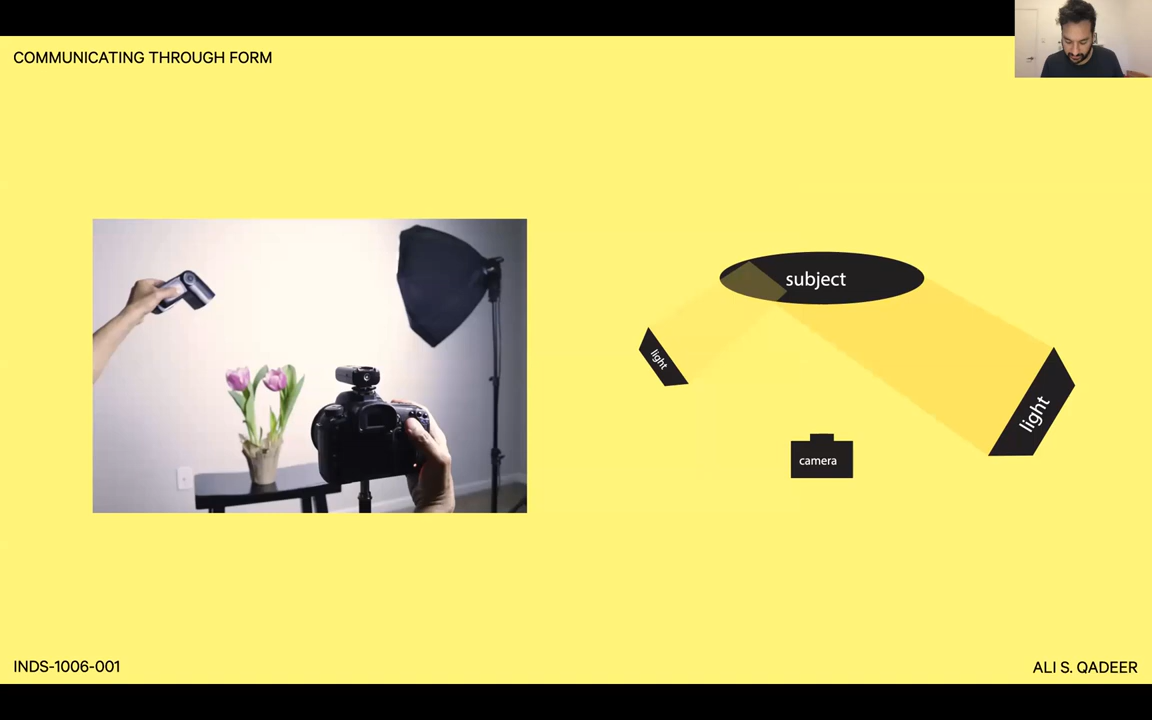 COMMUNICATING THROUGH FORM
subject
light
light
camera
INDS-1006-001
ALI S. QADEER